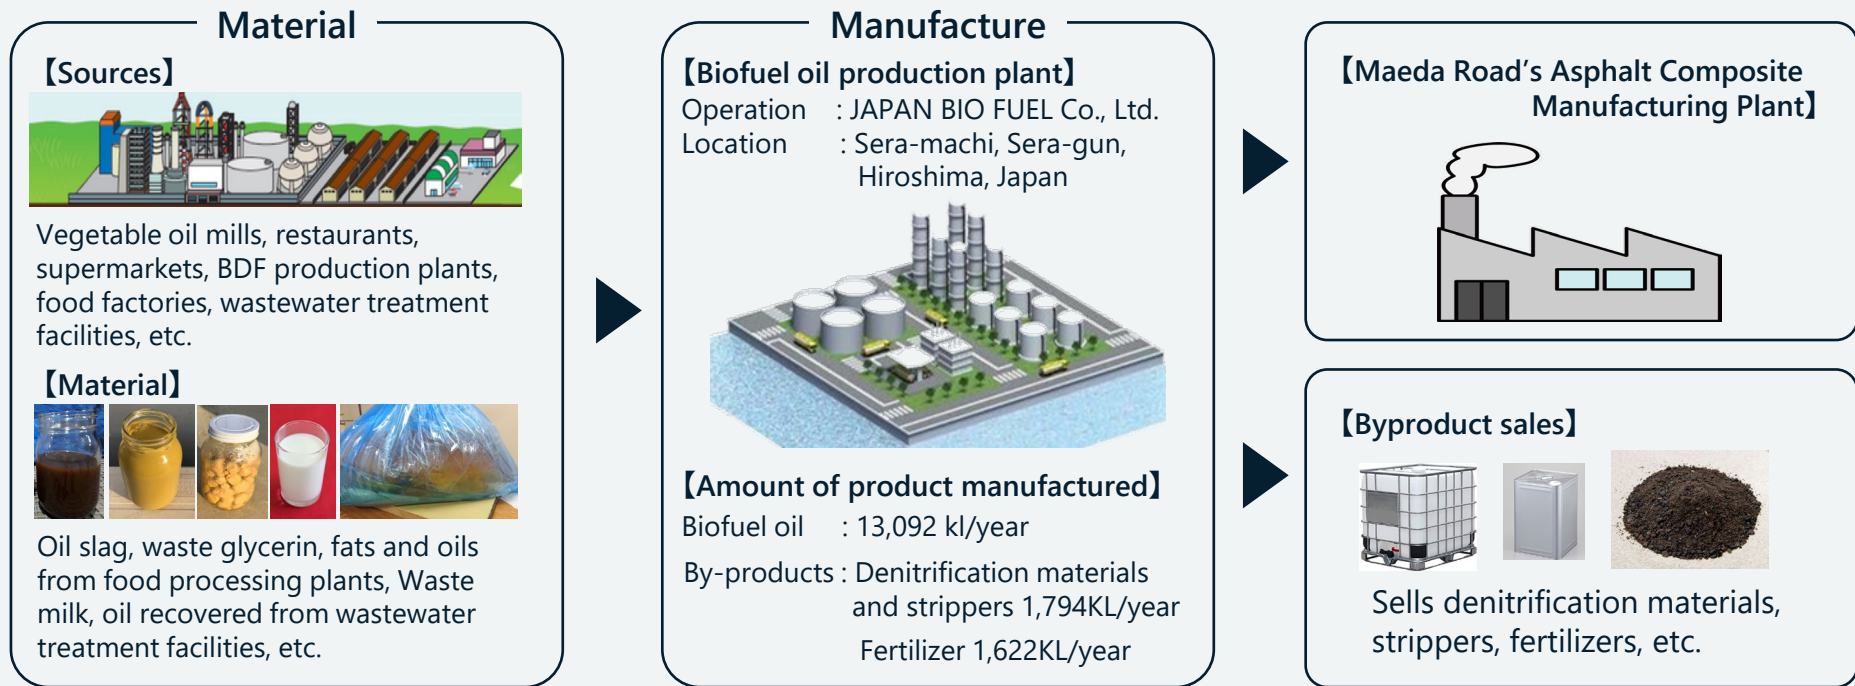 Material
【Sources】
Vegetable oil mills, restaurants,
supermarkets, BDF production plants,
food factories, wastewater treatment
facilities, etc.
【Material】
Oil slag, waste glycerin, fats and oils
from food processing plants, Waste
milk, oil recovered from wastewater
treatment facilities, etc.
Manufacture
【Biofuel oil production plant】
Operation : JAPAN BIO FUEL Co., Ltd.
Location : Sera-machi, Sera-gun,
Hiroshima, Japan
【Amount of product manufactured】
Biofuel oil : 13,092 kl/year
By-products : Denitrification materials
and strippers 1,794KL/year
Fertilizer 1,622KL/year
【Maeda Road’s Asphalt Composite
Manufacturing Plant】
【Byproduct sales】
Sells denitrification materials,
strippers, fertilizers, etc.